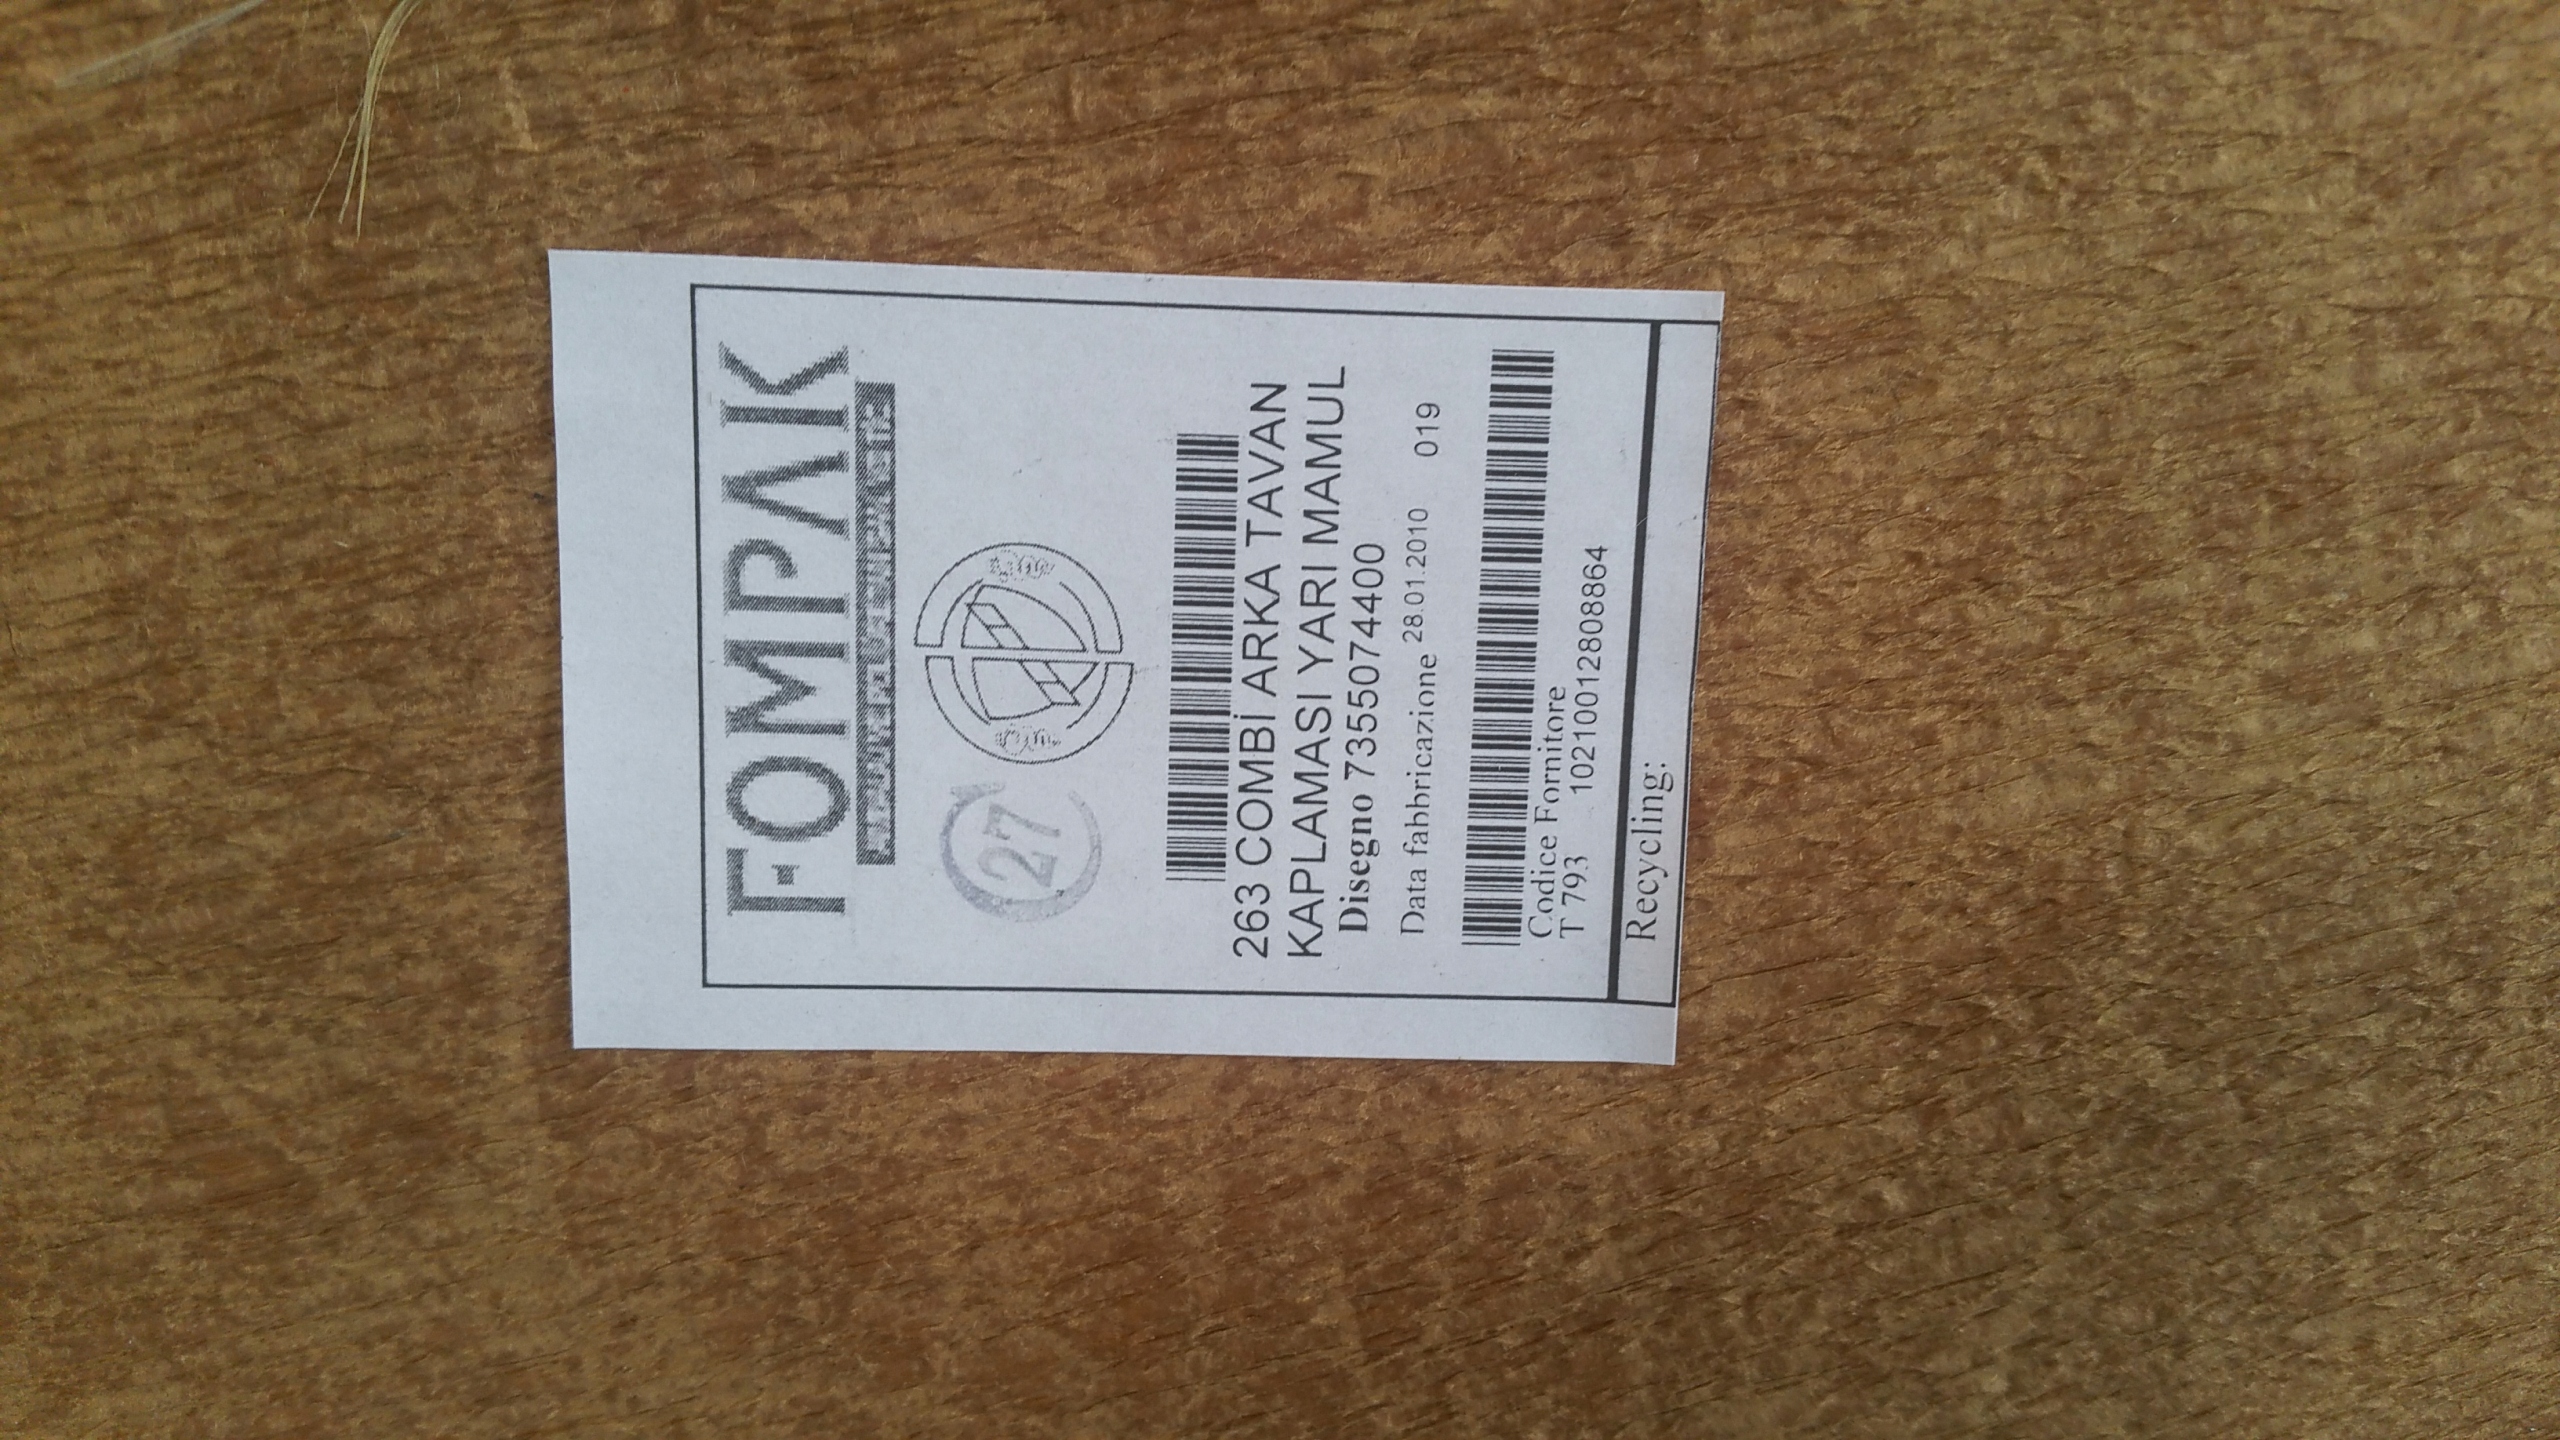 FOMPAK
27
263 COMBİ ARKA TAVAN
KAPLAMASI YARI MAMUL
Disegno 7355074400
Data fabbricazione 28.01.2010 019
Codice Fornitore
T 793 10210012808864
Recycling: